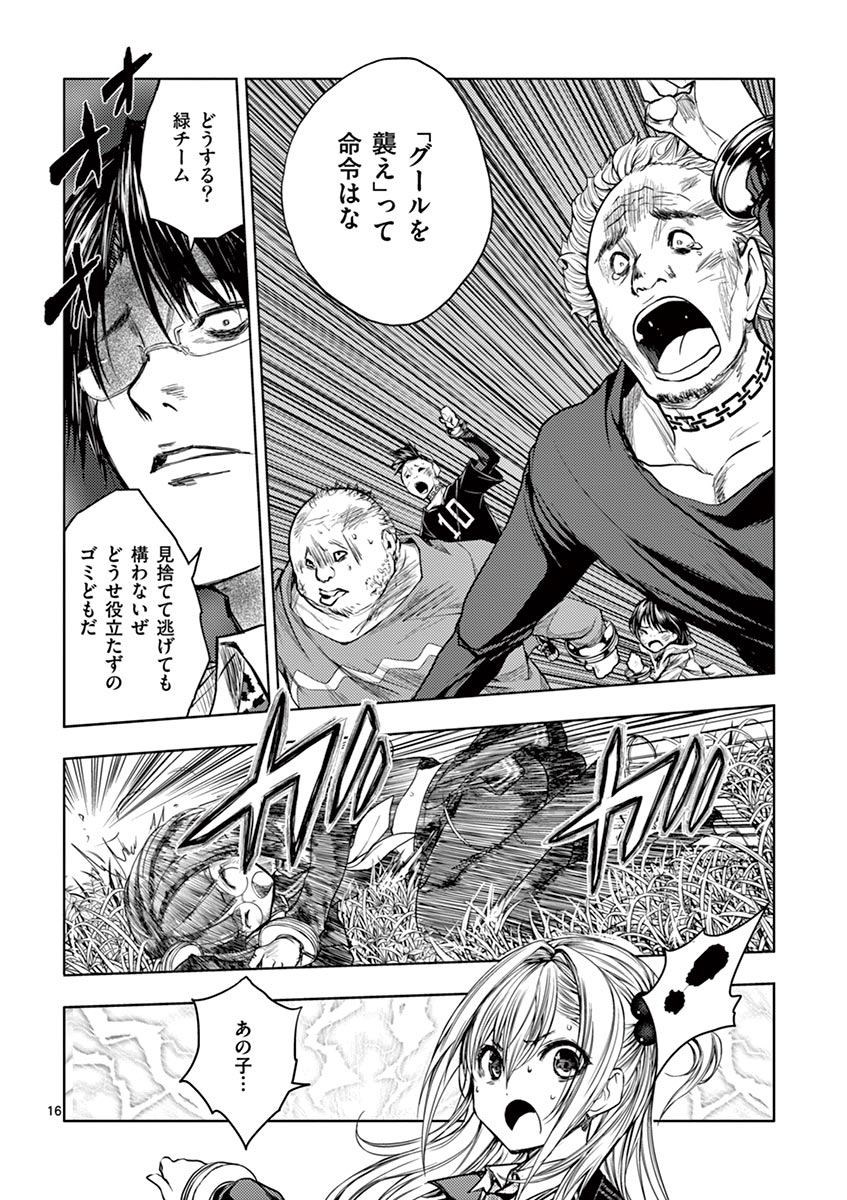 「グールを
襲え」って
命令はな
オ
オ
オ
どうする?
緑チーム
見捨てて逃げても
構わないぜ
どうせ役立たずの
ゴミどもだ
10
ガ
ガ
あの子…
16